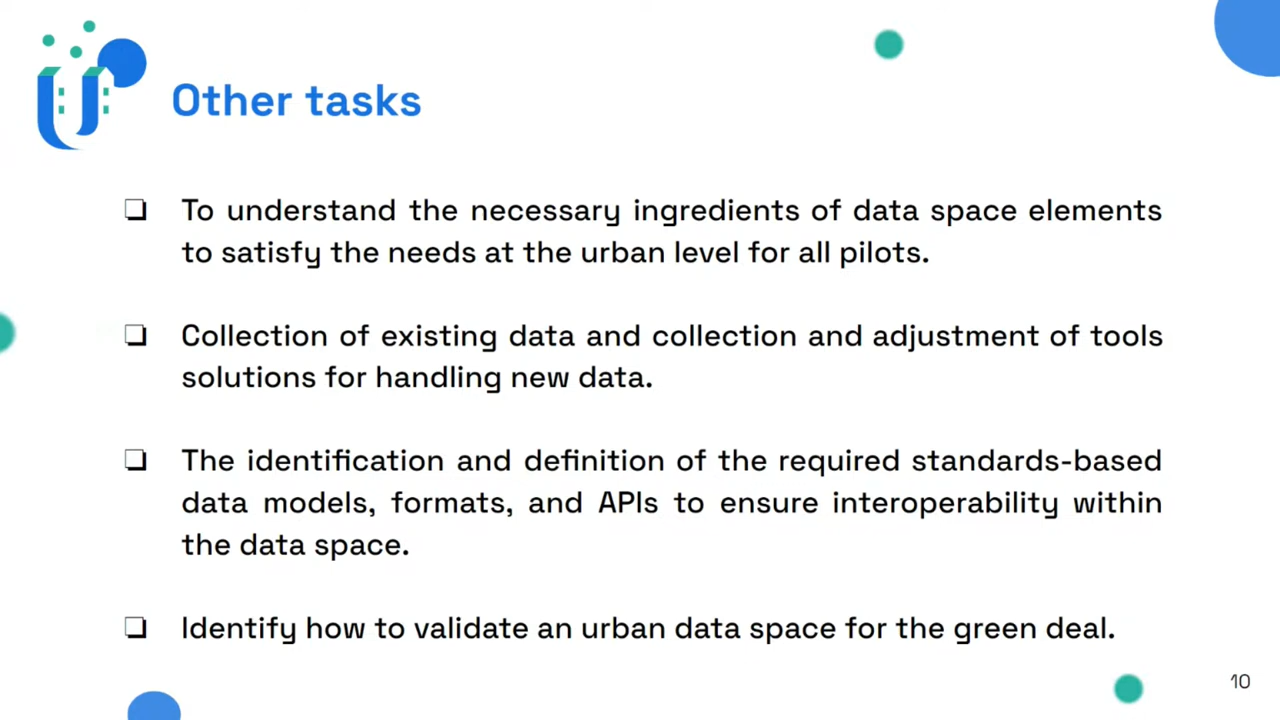 Other tasks
❏ To understand the necessary ingredients of data space elements
to satisfy the needs at the urban level for all pilots.
❏ Collection of existing data and collection and adjustment of tools
solutions for handling new data.
❏ The identification and definition of the required standards-based
data models, formats, and APIs to ensure interoperability within
the data space.
❏ Identify how to validate an urban data space for the green deal.
10